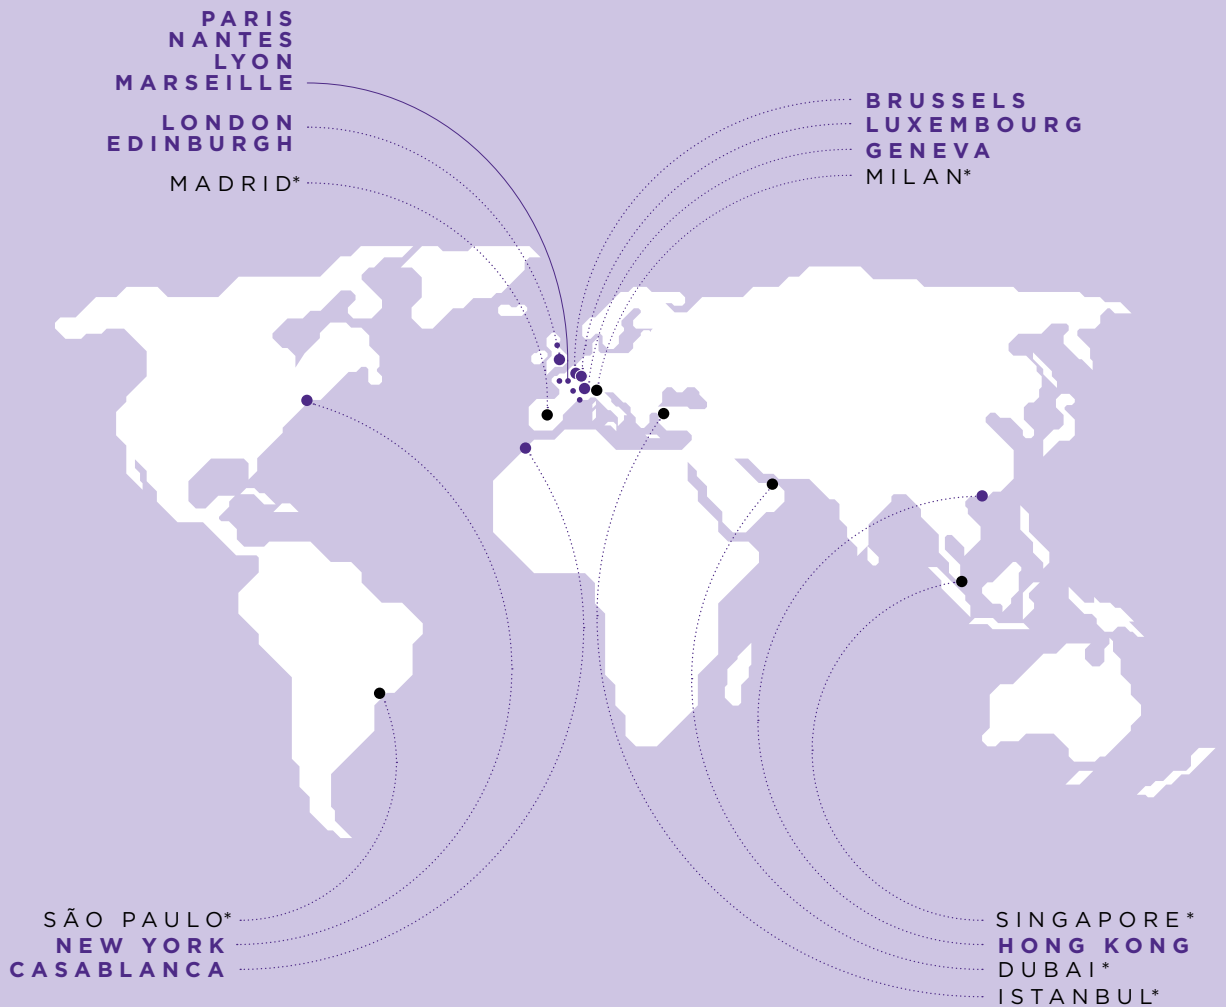 PARIS
NANTES
LYON
MARSEILLE
LONDON
EDINBURGH
MADRID*
BRUSSELS
LUXEMBOURG
GENEVA
MILAN*
SÃO PAULO*
NEW YORK
CASABLANCA
SINGAPORE*
HONG KONG
DUBAI*
ISTANBUL*